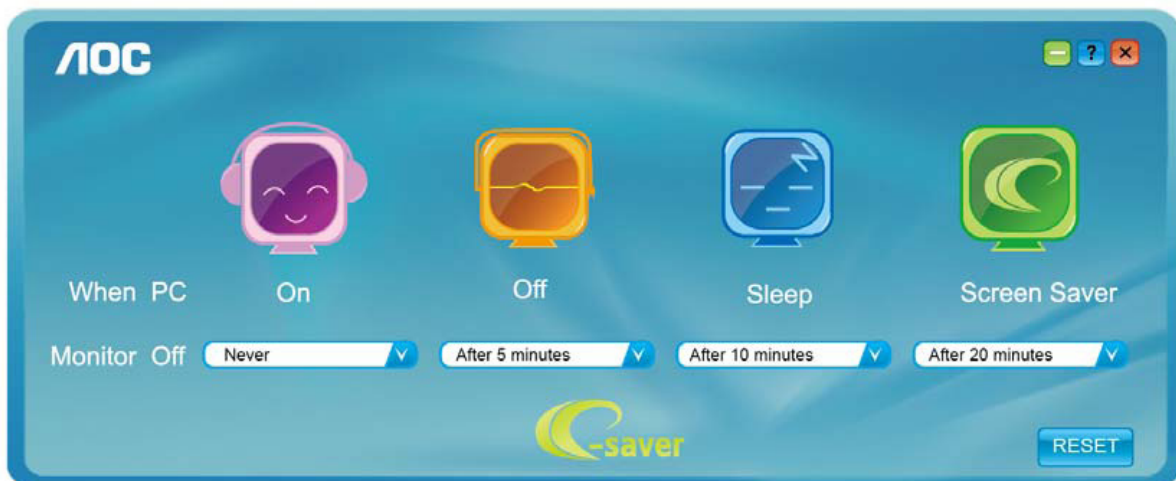 AOC
?
When PC On Off Sleep Screen Saver
Monitor Off Never After 5 minutes After 10 minutes After 20 minutes
e-saver
RESET